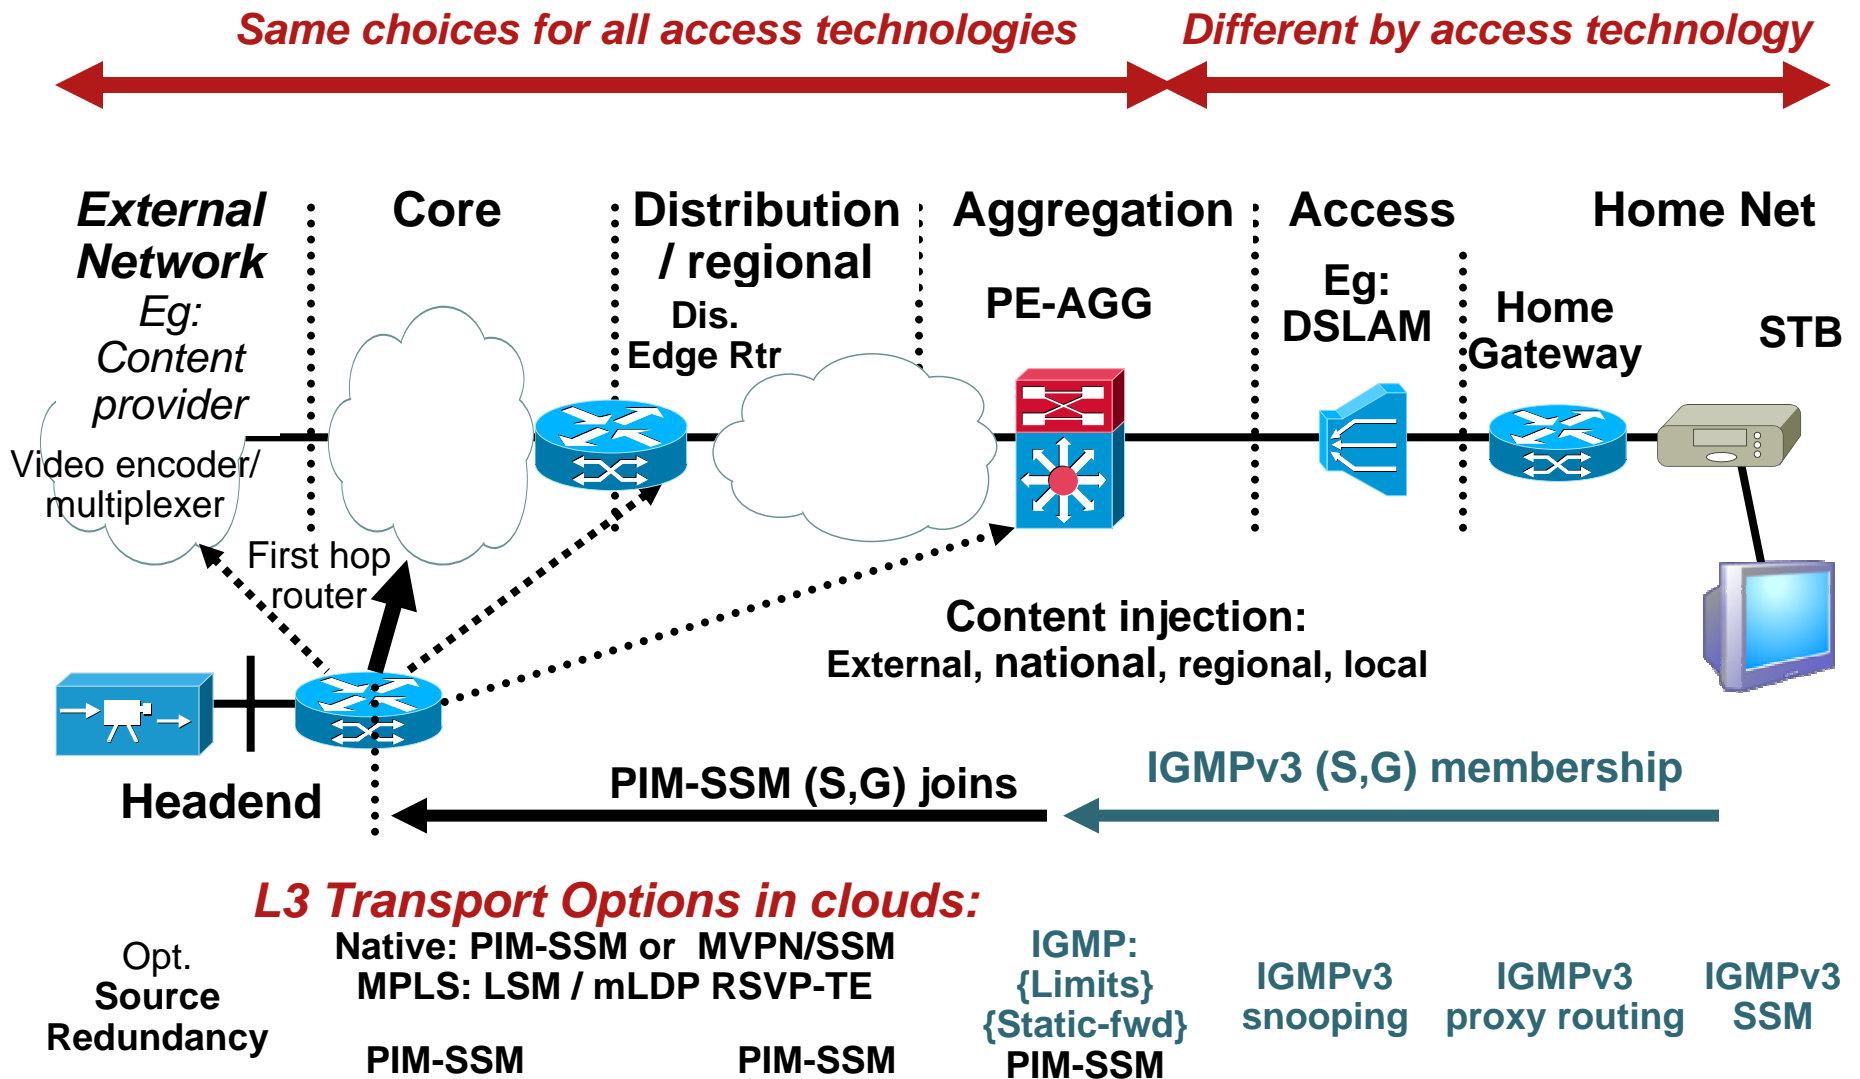 Same choices for all access technologies
Different by access technology
External
Network
Eg:
Content
provider
Video encoder/
multiplexer
Core
Distribution
/ regional
Dis.
Edge Rtr
Aggregation
PE-AGG
Access
Eg:
DSLAM
Home Net
Home
Gateway
STB
First hop
router
Content injection:
External, national, regional, local
Headend
PIM-SSM (S,G) joins
IGMPv3 (S,G) membership
L3 Transport Options in clouds:
Opt.
Source
Redundancy
Native: PIM-SSM or MVPN/SSM
MPLS: LSM / mLDP RSVP-TE
PIM-SSM
PIM-SSM
IGMP:
{Limits}
{Static-fwd}
PIM-SSM
IGMPv3
snooping
IGMPv3
proxy routing
IGMPv3
SSM